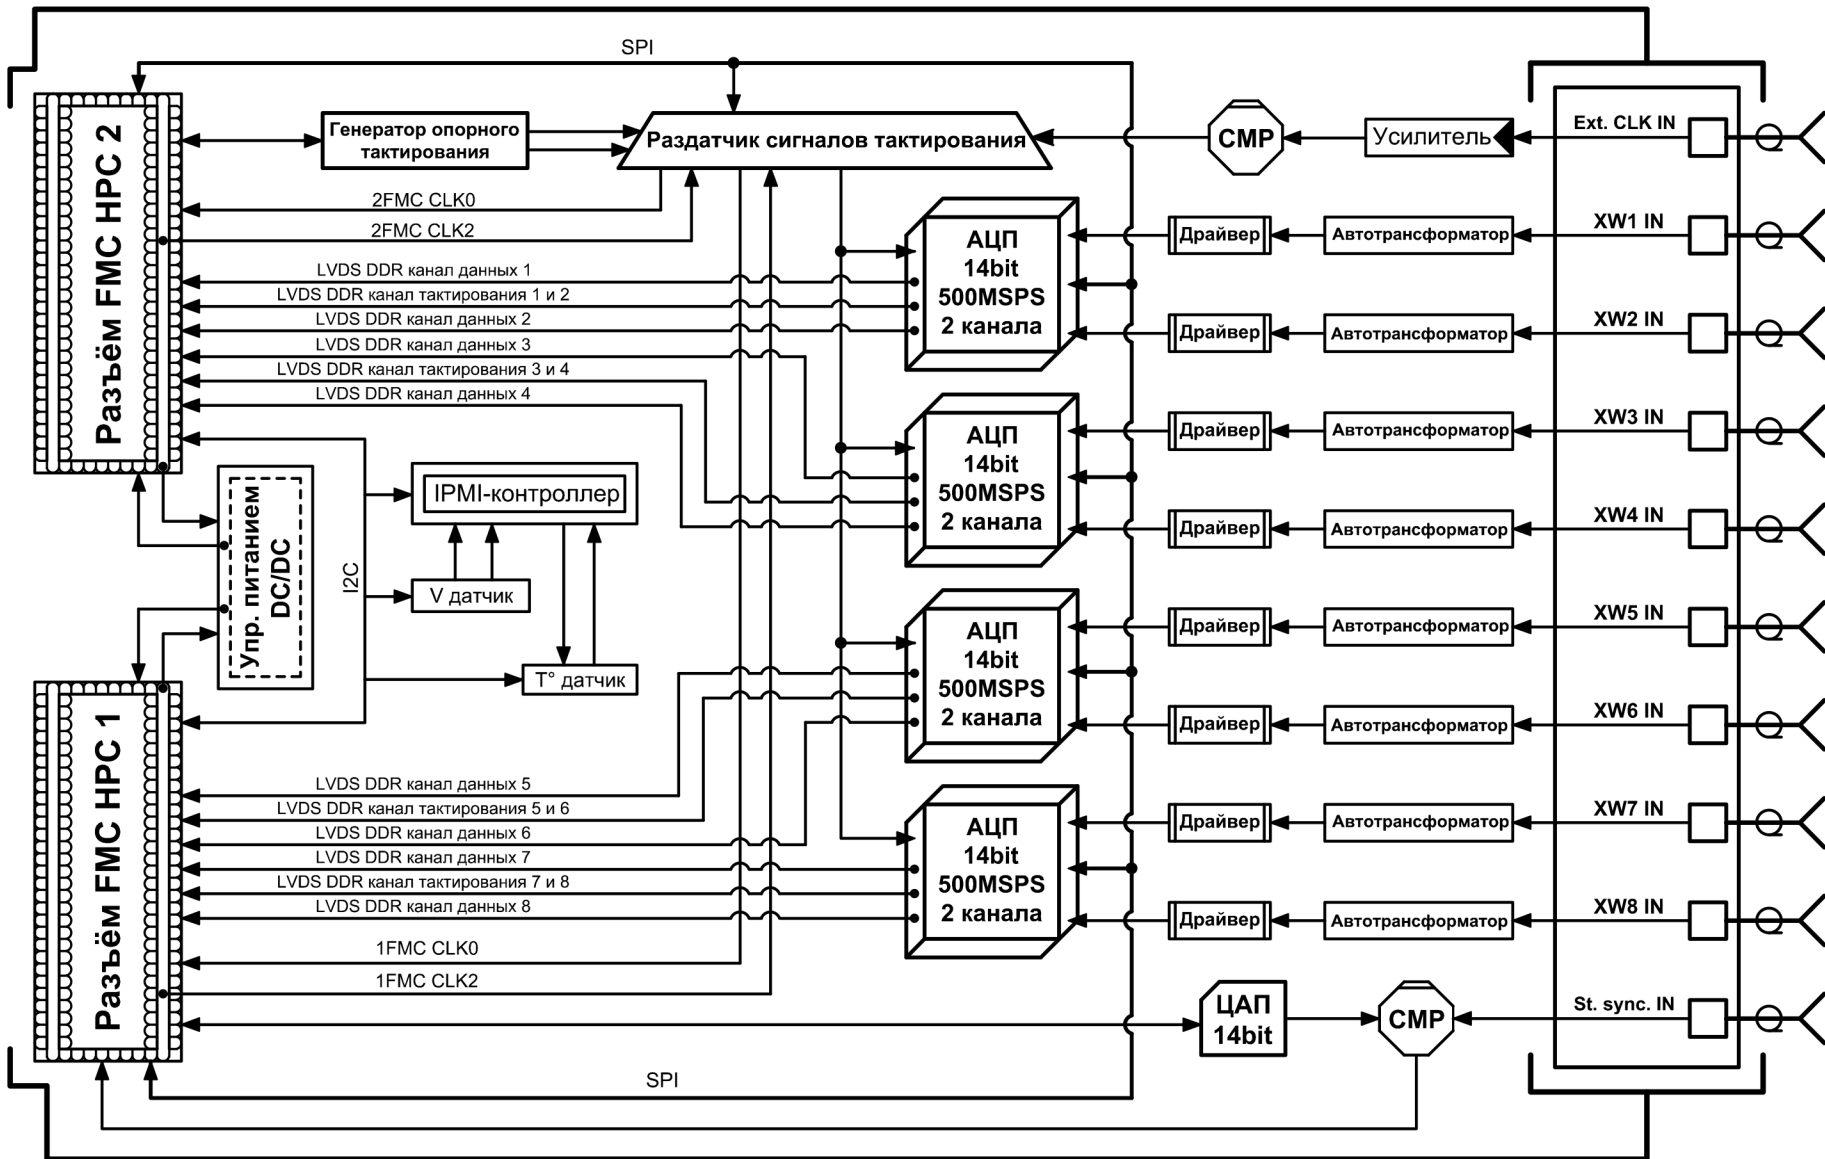 SPI
Разъём FMC HPC 2
Генератор опорного
тактирования
Раздатчик сигналов тактирования
CMP
Усилитель
Ext. CLK IN
2FMC CLK0
2FMC CLK2
LVDS DDR канал данных 1
LVDS DDR канал тактирования 1 и 2
LVDS DDR канал данных 2
LVDS DDR канал данных 3
LVDS DDR канал тактирования 3 и 4
LVDS DDR канал данных 4
АЦП
14bit
500MSPS
2 канала
Драйвер
Автотрансформатор
XW1 IN
Драйвер
Автотрансформатор
XW2 IN
АЦП
14bit
500MSPS
2 канала
Драйвер
Автотрансформатор
XW3 IN
Драйвер
Автотрансформатор
XW4 IN
Упр. питанием
DC/DC
I2C
IPMI-контроллер
V датчик
T° датчик
АЦП
14bit
500MSPS
2 канала
Драйвер
Автотрансформатор
XW5 IN
Драйвер
Автотрансформатор
XW6 IN
Разъём FMC HPC 1
LVDS DDR канал данных 5
LVDS DDR канал тактирования 5 и 6
LVDS DDR канал данных 6
LVDS DDR канал данных 7
LVDS DDR канал тактирования 7 и 8
LVDS DDR канал данных 8
АЦП
14bit
500MSPS
2 канала
Драйвер
Автотрансформатор
XW7 IN
Драйвер
Автотрансформатор
XW8 IN
1FMC CLK0
1FMC CLK2
ЦАП
14bit
CMP
St. sync. IN
SPI